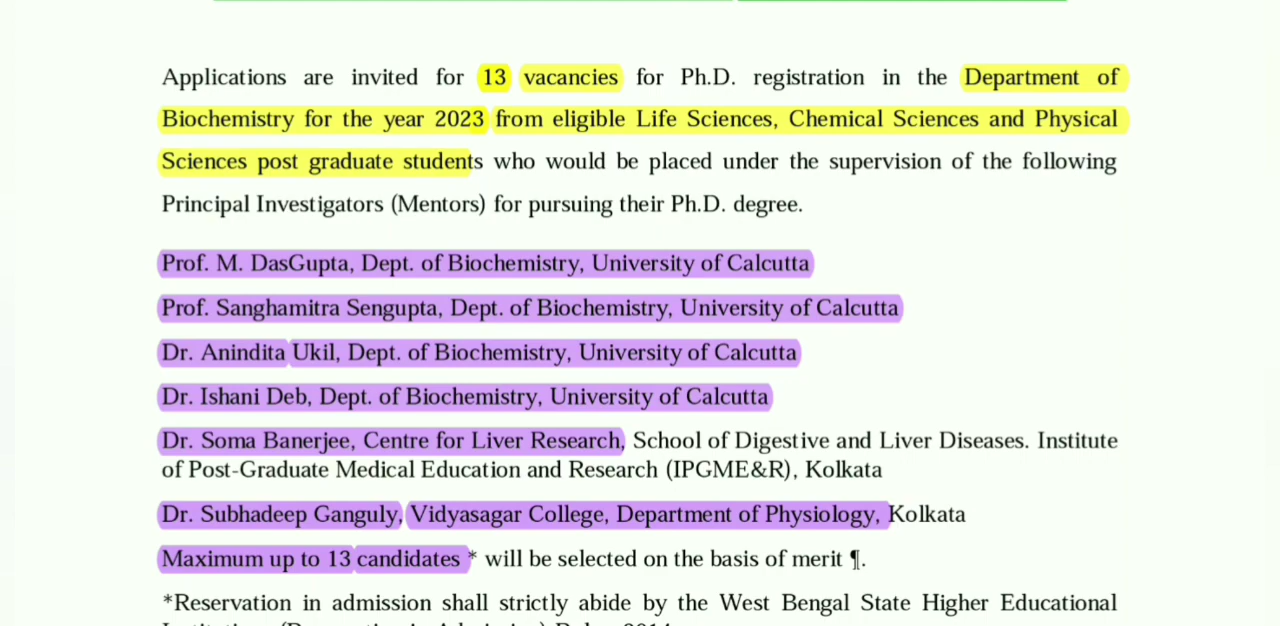 Applications are invited for 13 vacancies for Ph.D. registration in the Department of
Biochemistry for the year 2023 from eligible Life Sciences, Chemical Sciences and Physical
Sciences post graduate students who would be placed under the supervision of the following
Principal Investigators (Mentors) for pursuing their Ph.D. degree.
Prof. M. DasGupta, Dept. of Biochemistry, University of Calcutta
Prof. Sanghamitra Sengupta, Dept. of Biochemistry, University of Calcutta
Dr. Anindita Ukil, Dept. of Biochemistry, University of Calcutta
Dr. Ishani Deb, Dept. of Biochemistry, University of Calcutta
Dr. Soma Banerjee, Centre for Liver Research, School of Digestive and Liver Diseases. Institute
of Post-Graduate Medical Education and Research (IPGME&R), Kolkata
Dr. Subhadeep Ganguly, Vidyasagar College, Department of Physiology, Kolkata
Maximum up to 13 candidates * will be selected on the basis of merit ¶.
*Reservation in admission shall strictly abide by the West Bengal State Higher Educational